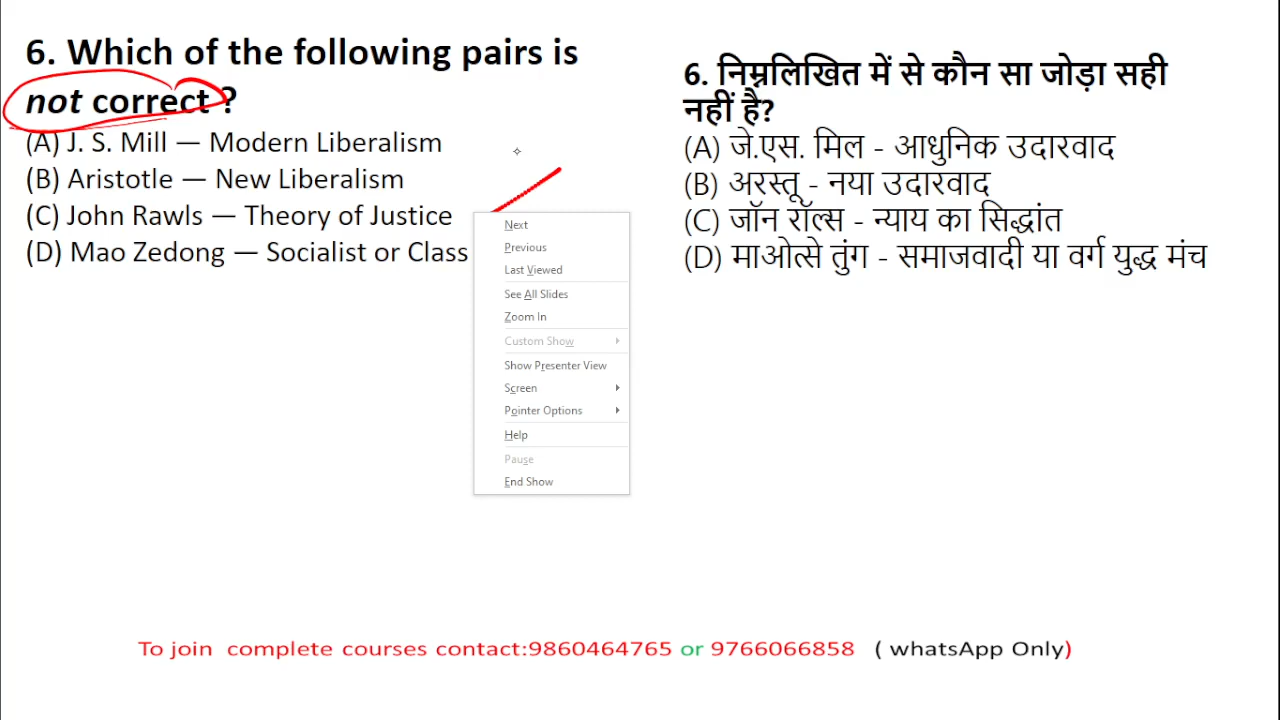 6. Which of the following pairs is
not correct ?
(A) J. S. Mill — Modern Liberalism
(B) Aristotle — New Liberalism
(C) John Rawls — Theory of Justice
(D) Mao Zedong — Socialist or Class
6. निम्नलिखित में से कौन सा जोड़ा सही
नहीं है?
(A) जे.एस. मिल - आधुनिक उदारवाद
(B) अरस्तू - नया उदारवाद
(C) जॉन रॉल्स - न्याय का सिद्धांत
(D) माओत्से तुंग - समाजवादी या वर्ग युद्ध मंच
Next
Previous
Last Viewed
See All Slides
Zoom In
Custom Show
Show Presenter View
Screen
Pointer Options
Help
Pause
End Show
To join complete courses contact:9860464765 or 9766066858 ( whatsApp Only)